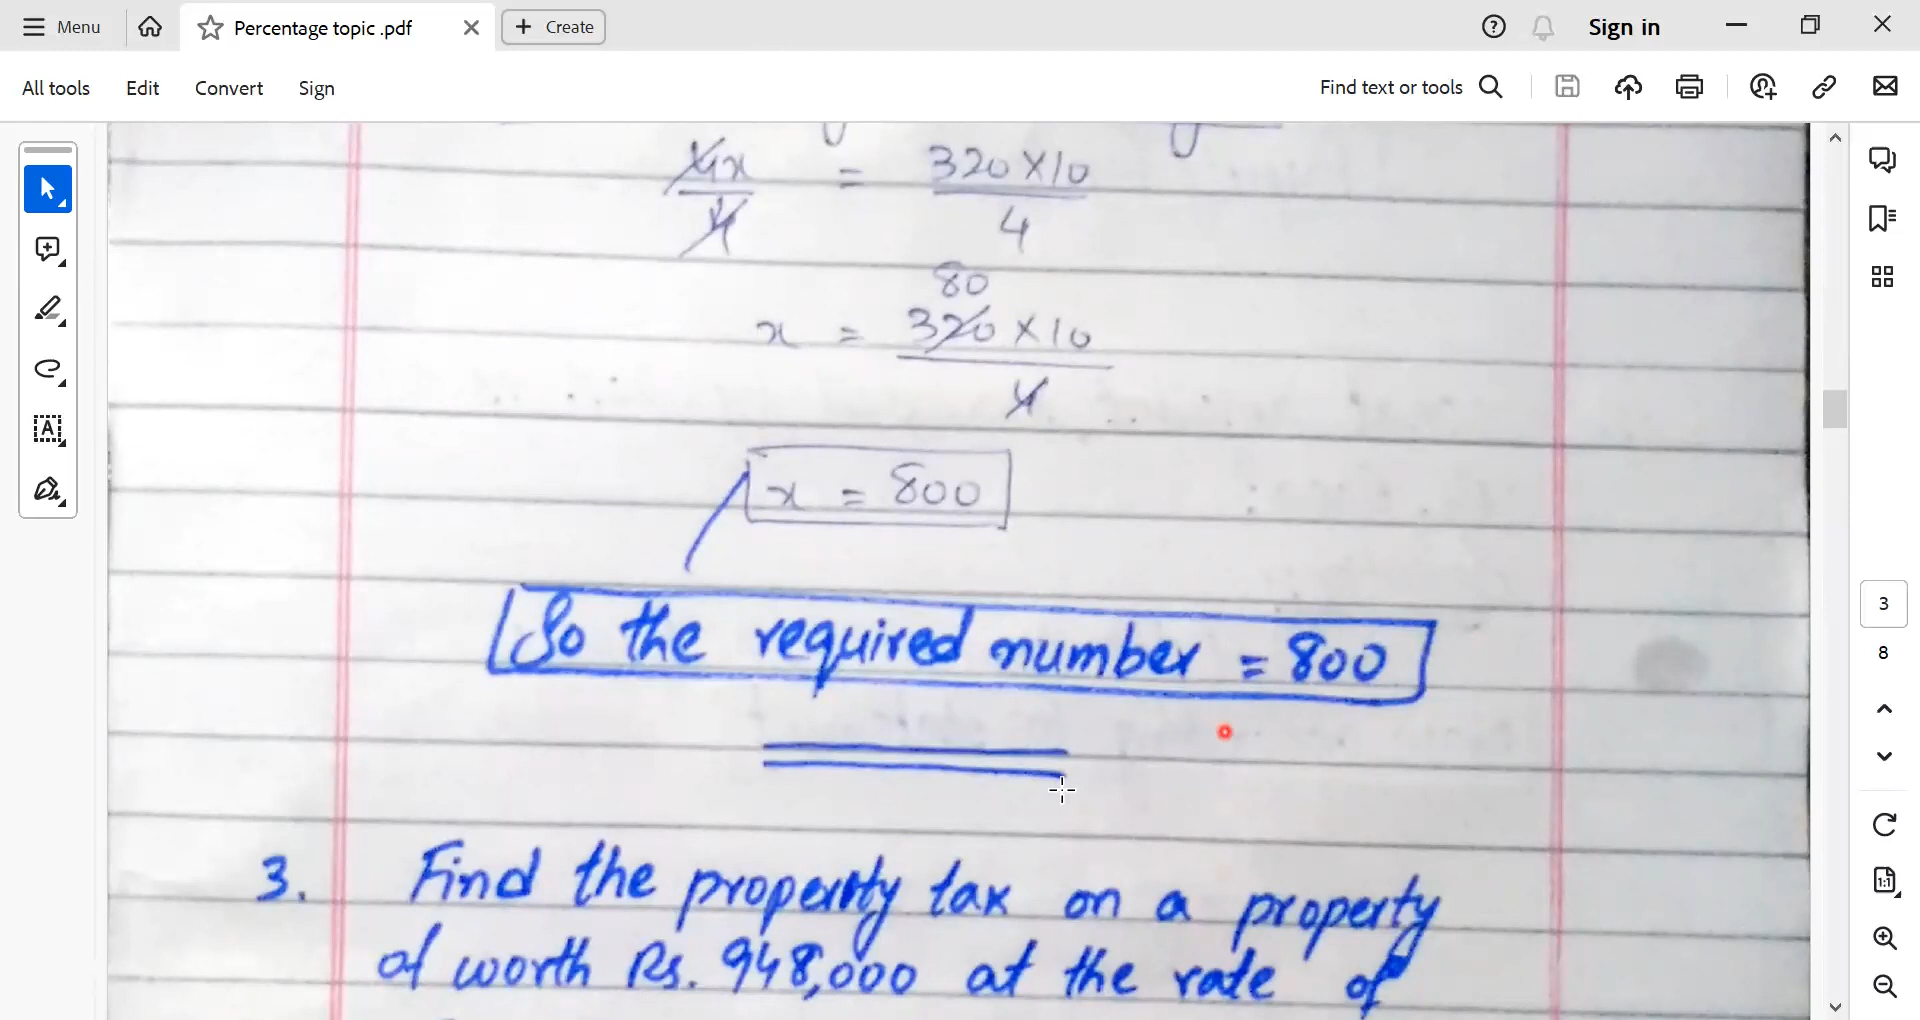 Menu
Percentage topic .pdf
Create
Sign in
All tools
Edit
Convert
Sign
Find text or tools
4x/4 = 320 X 10/4
80
x = 320 X 10/4
x = 800
So the required number = 800
3. Find the property tax on a property
of worth Rs. 948,000 at the rate of
3
8